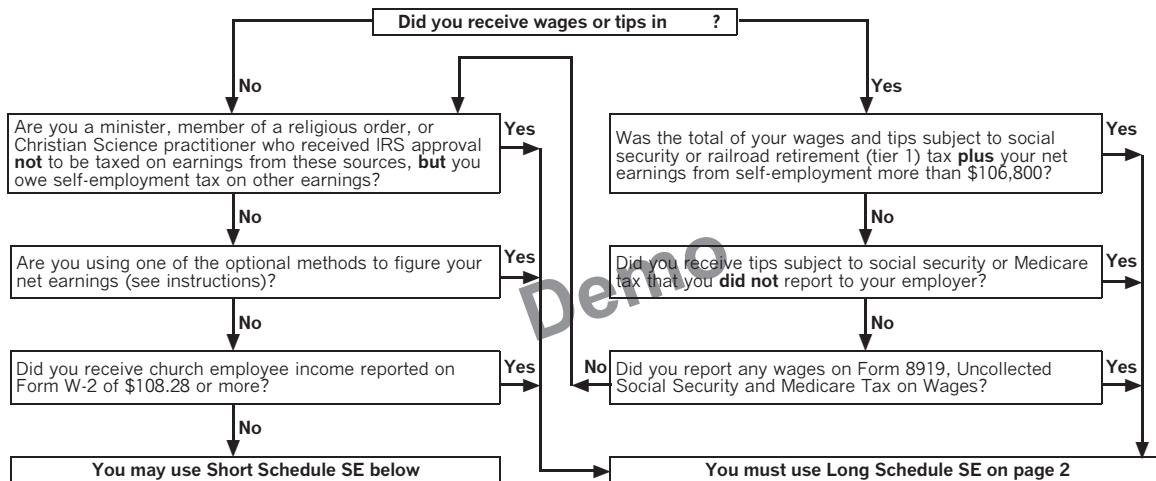 Did you receive wages or tips in ?
No
Yes
Are you a minister, member of a religious order, or
Christian Science practitioner who received IRS approval
not to be taxed on earnings from these sources, but you
owe self-employment tax on other earnings?
Yes
Was the total of your wages and tips subject to social
security or railroad retirement (tier 1) tax plus your net
earnings from self-employment more than $106,800?
Yes
No
No
Are you using one of the optional methods to figure your
net earnings (see instructions)?
Yes
Did you receive tips subject to social security or Medicare
tax that you did not report to your employer?
Yes
Demo
No
No
Did you receive church employee income reported on
Form W-2 of $108.28 or more?
Yes
No
Did you report any wages on Form 8919, Uncollected
Social Security and Medicare Tax on Wages?
Yes
No
You may use Short Schedule SE below
You must use Long Schedule SE on page 2